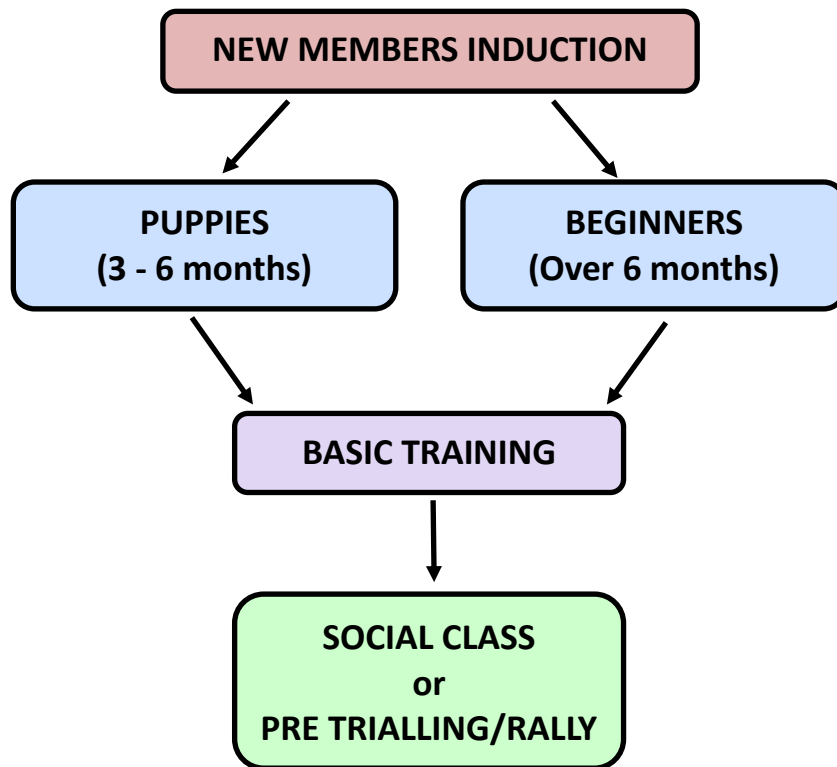 NEW MEMBERS INDUCTION
PUPPIES
(3 - 6 months)
BEGINNERS
(Over 6 months)
BASIC TRAINING
SOCIAL CLASS
or
PRE TRIALLING/RALLY